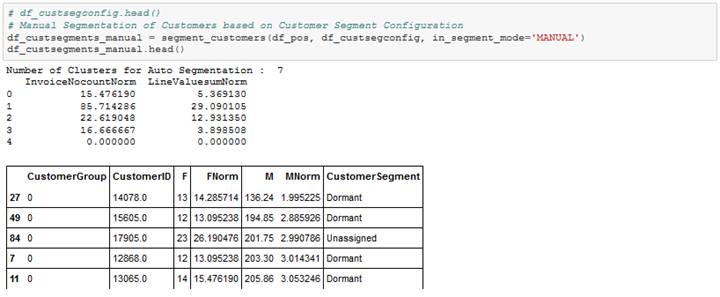 # df_custsegconfig.head()
# Manual Segmentation of Customers based on Customer Segment Configuration
df_custsegments_manual = segment_customers(df_pos, df_custsegconfig, in_segment_mode='MANUAL')
df_custsegments_manual.head()
Number of Clusters for Auto Segmentation :  7
InvoiceNocountNorm LineValuesumNorm
0 15.476190 5.369130
1 85.714286 29.090105
2 22.619048 12.931350
3 16.666667 3.898508
4 0.000000 0.000000
CustomerGroup CustomerID F FNorm M MNorm CustomerSegment
27 0 14078.0 13 14.285714 136.24 1.995225 Dormant
49 0 15605.0 12 13.095238 194.85 2.885926 Dormant
84 0 17905.0 23 26.190476 201.75 2.990786 Unassigned
7 0 12868.0 12 13.095238 203.30 3.014341 Dormant
11 0 13065.0 14 15.476190 205.86 3.053246 Dormant